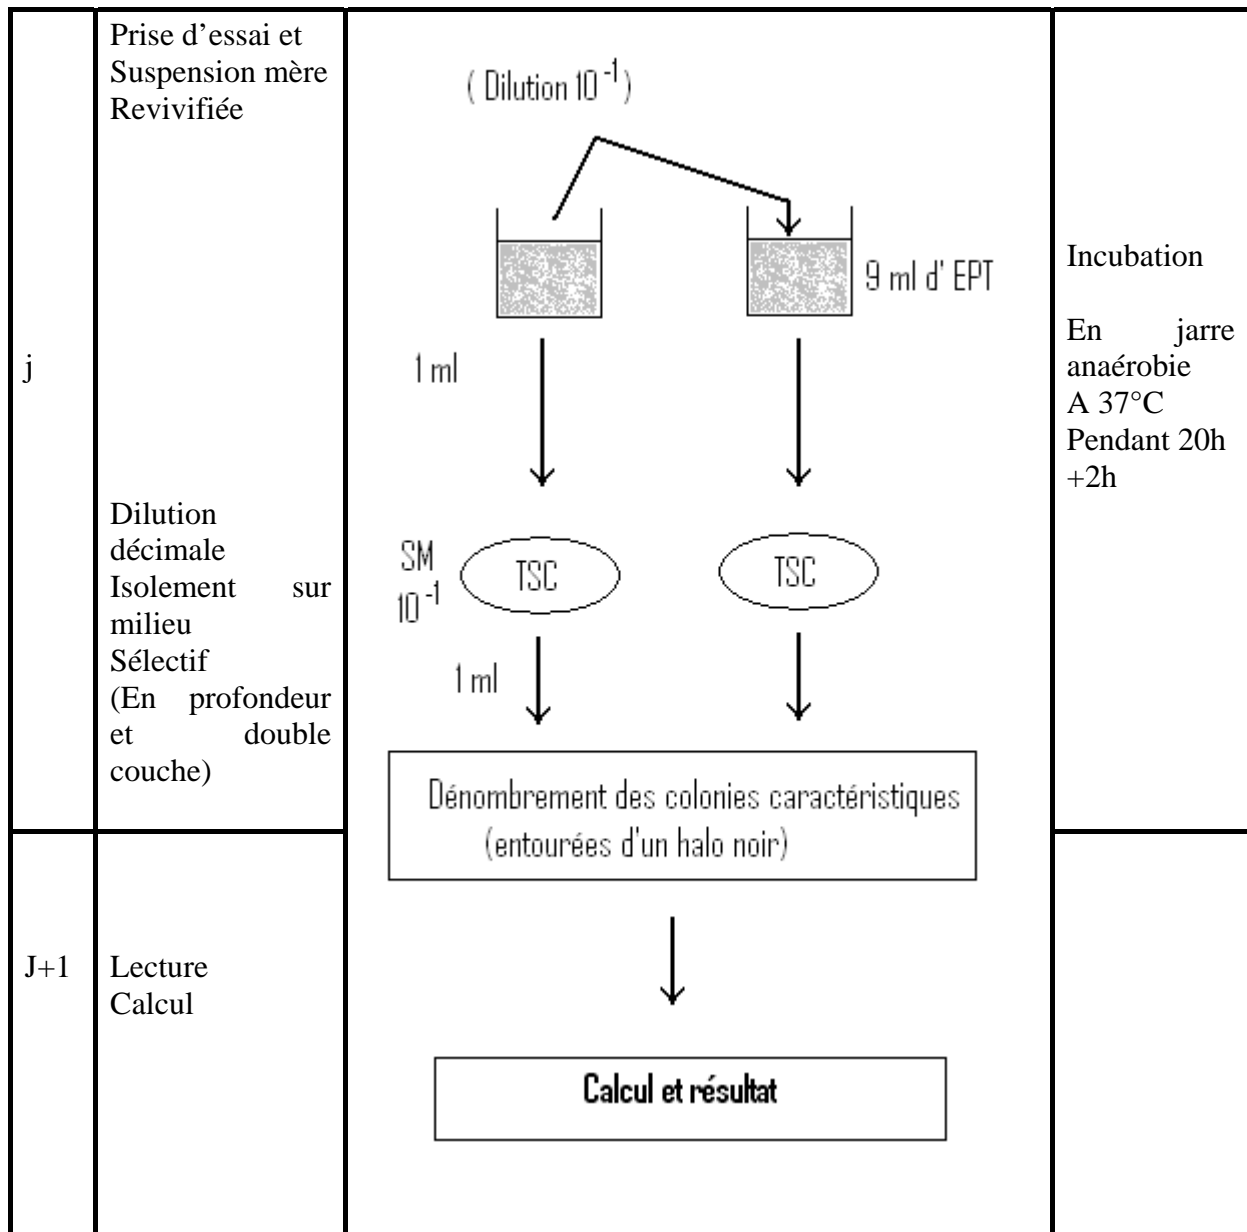 j
Prise d’essai et
Suspension mère
Revivifiée
Dilution
décimale
Isolement sur
milieu
Sélectif
(En profondeur
et double
couche)
( Dilution 10⁻¹ )
9 ml d' EPT
1 ml
SM
10⁻¹
TSC
TSC
1 ml
Dénombrement des colonies caractéristiques
(entourées d'un halo noir)
Incubation
En jarre
anaérobie
A 37°C
Pendant 20h
+2h
J+1
Lecture
Calcul
Calcul et résultat